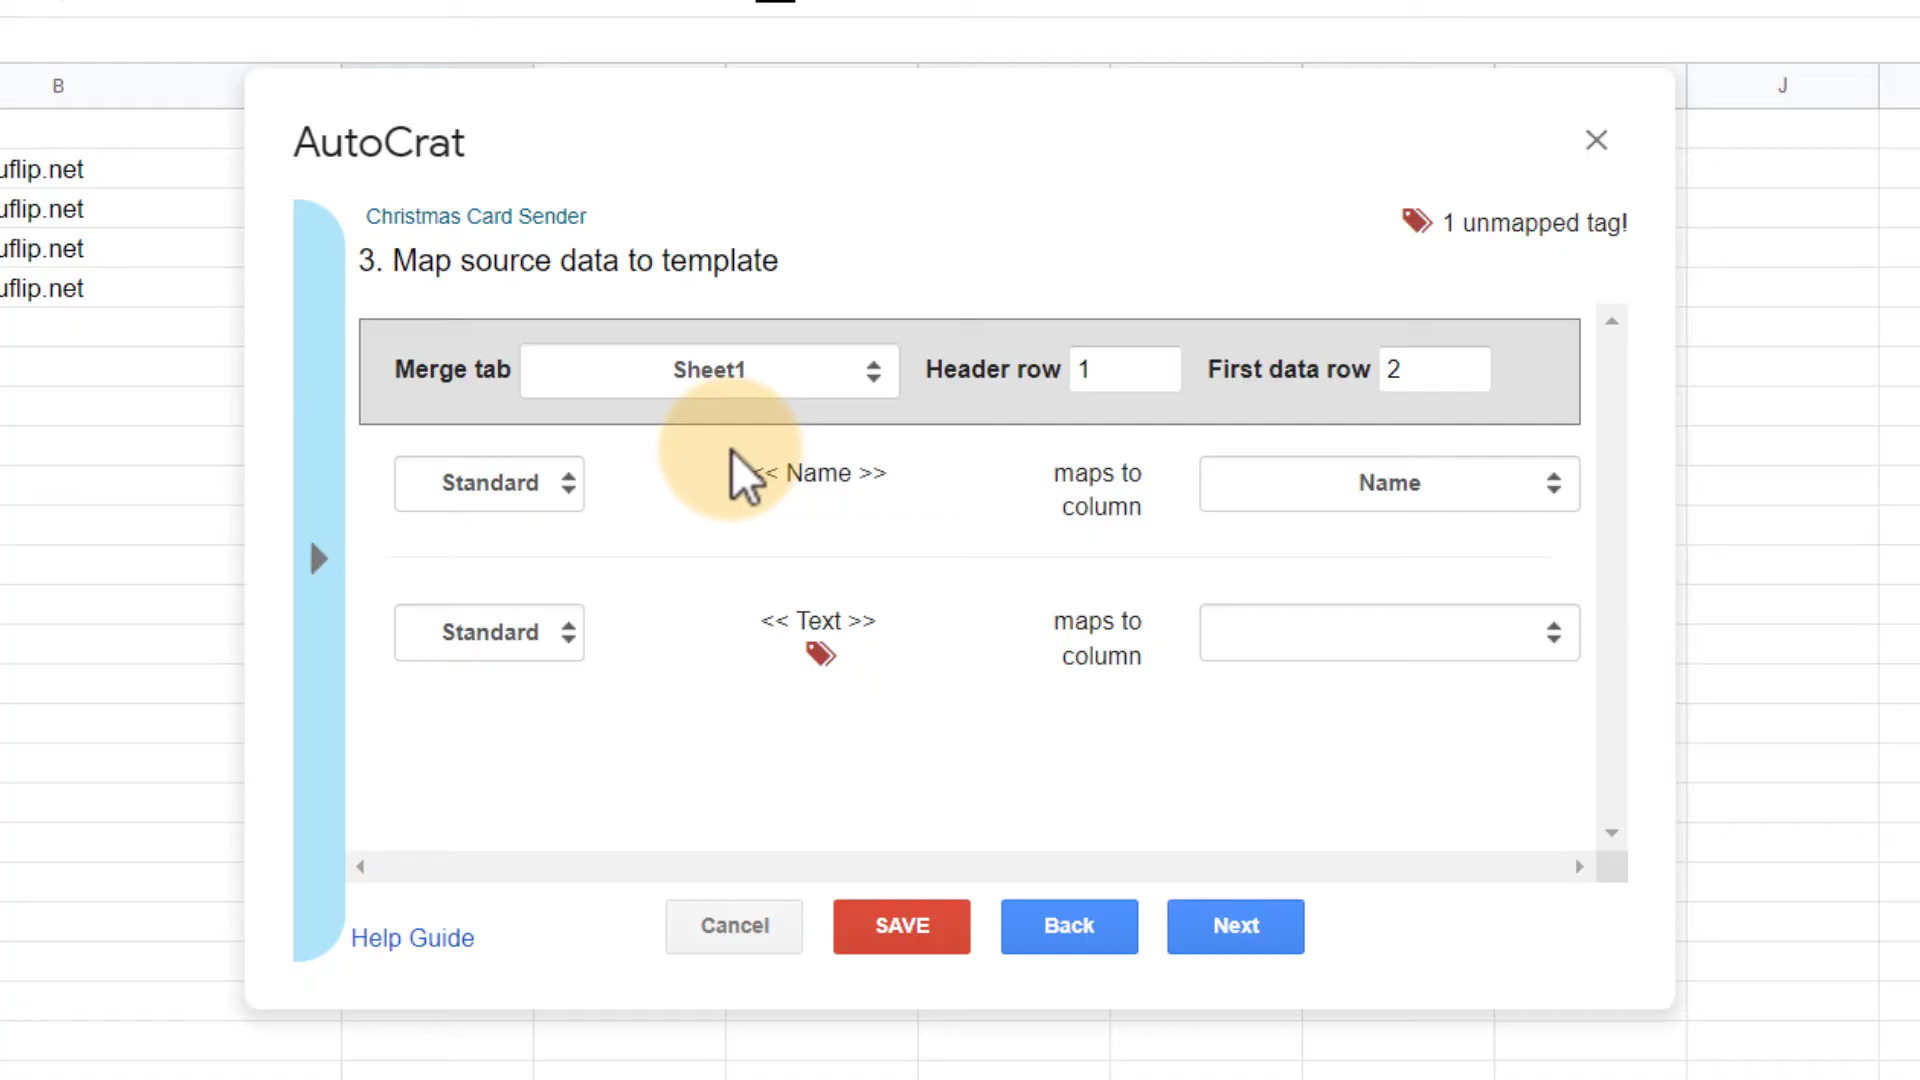 B
J
AutoCrat
uflip.net
uflip.net
uflip.net
uflip.net
Christmas Card Sender
1 unmapped tag!
3. Map source data to template
Merge tab Sheet1 Header row 1 First data row 2
Standard << Name >> maps to column Name
Standard << Text >> maps to column
Help Guide
Cancel SAVE Back Next